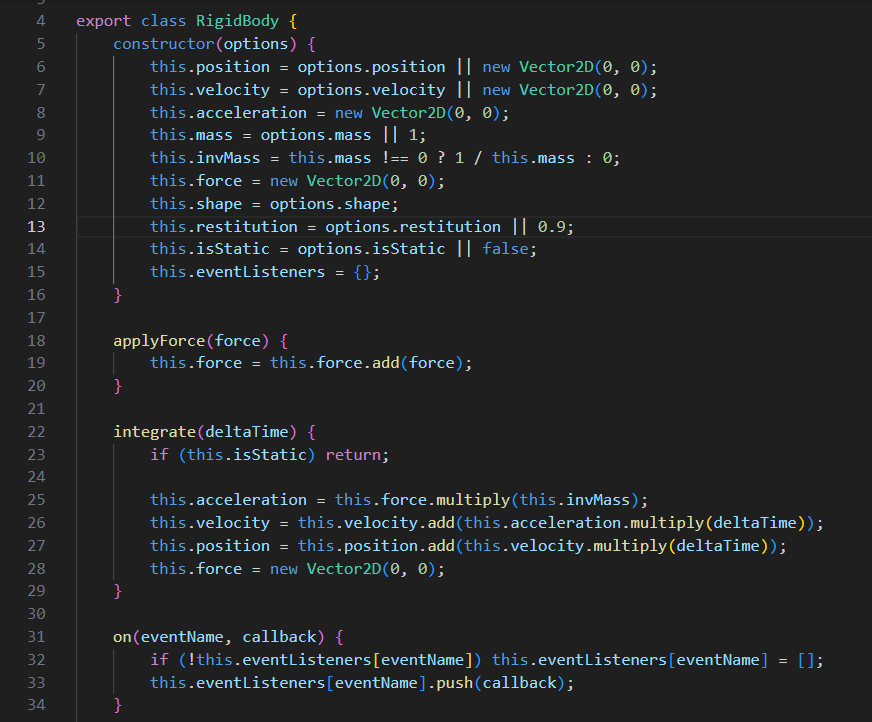 4 export class RigidBody {
5     constructor(options) {
6         this.position = options.position || new Vector2D(0, 0);
7         this.velocity = options.velocity || new Vector2D(0, 0);
8         this.acceleration = new Vector2D(0, 0);
9         this.mass = options.mass || 1;
10         this.invMass = this.mass !== 0 ? 1 / this.mass : 0;
11         this.force = new Vector2D(0, 0);
12         this.shape = options.shape;
13         this.restitution = options.restitution || 0.9;
14         this.isStatic = options.isStatic || false;
15         this.eventListeners = {};
16     }
17
18     applyForce(force) {
19         this.force = this.force.add(force);
20     }
21
22     integrate(deltaTime) {
23         if (this.isStatic) return;
24
25         this.acceleration = this.force.multiply(this.invMass);
26         this.velocity = this.velocity.add(this.acceleration.multiply(deltaTime));
27         this.position = this.position.add(this.velocity.multiply(deltaTime));
28         this.force = new Vector2D(0, 0);
29     }
30
31     on(eventName, callback) {
32         if (!this.eventListeners[eventName]) this.eventListeners[eventName] = [];
33         this.eventListeners[eventName].push(callback);
34     }